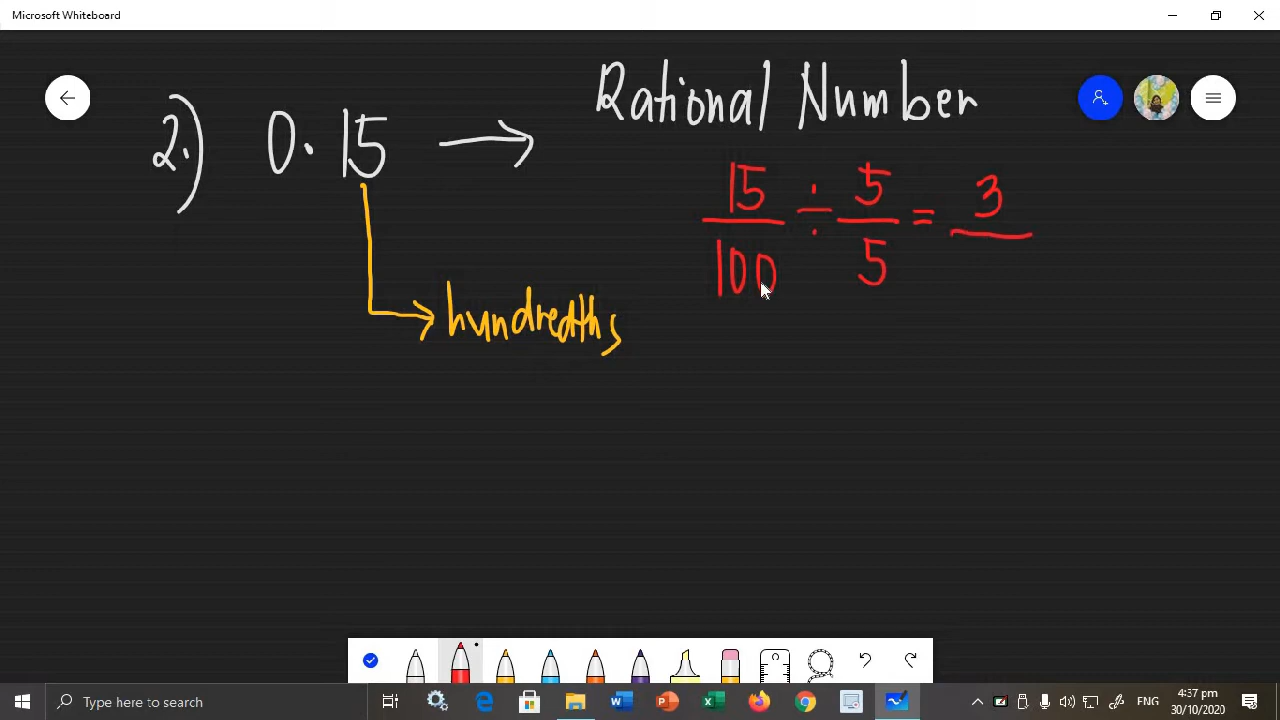 Microsoft Whiteboard
Rational Number
2.) 0.15 →
15/100 ÷ 5/5 = 3/
hundredths
Type here to search
ENG
4:37 pm
30/10/2020